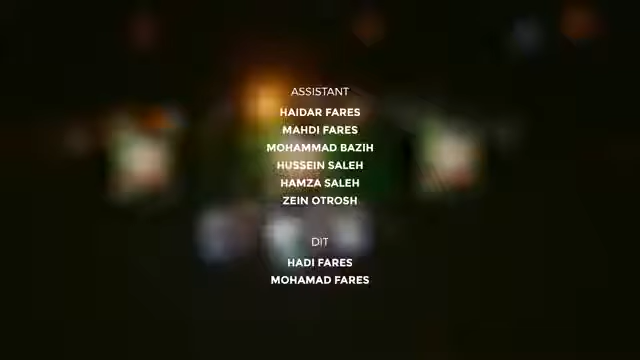 ASSISTANT
HAIDAR FARES
MAHDI FARES
MOHAMMAD BAZIH
HUSSEIN SALEH
HAMZA SALEH
ZEIN OTROSH
DIT
HADI FARES
MOHAMAD FARES